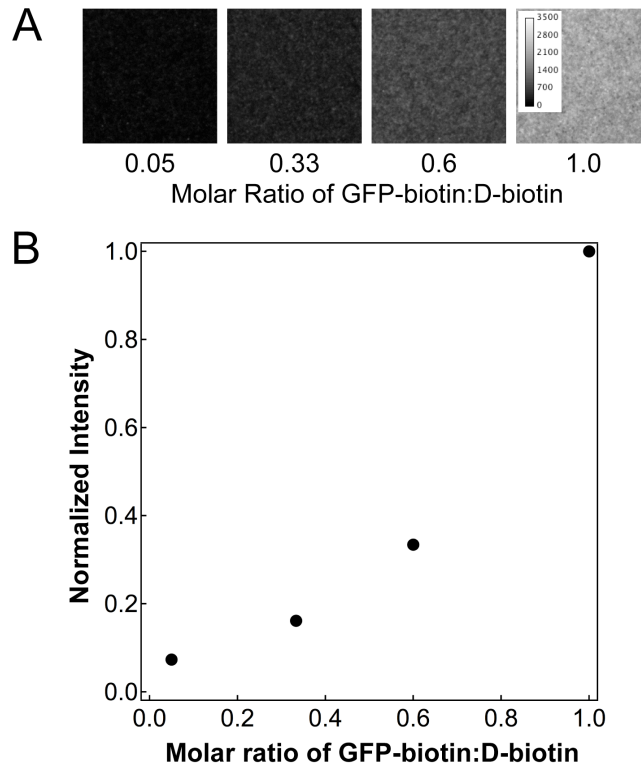 A
3500
2800
2100
1400
700
0
0.05 0.33 0.6 1.0
Molar Ratio of GFP-biotin:D-biotin
B
1.0
0.8
0.6
0.4
0.2
0.0
Normalized Intensity
0.0 0.2 0.4 0.6 0.8 1.0
Molar ratio of GFP-biotin:D-biotin